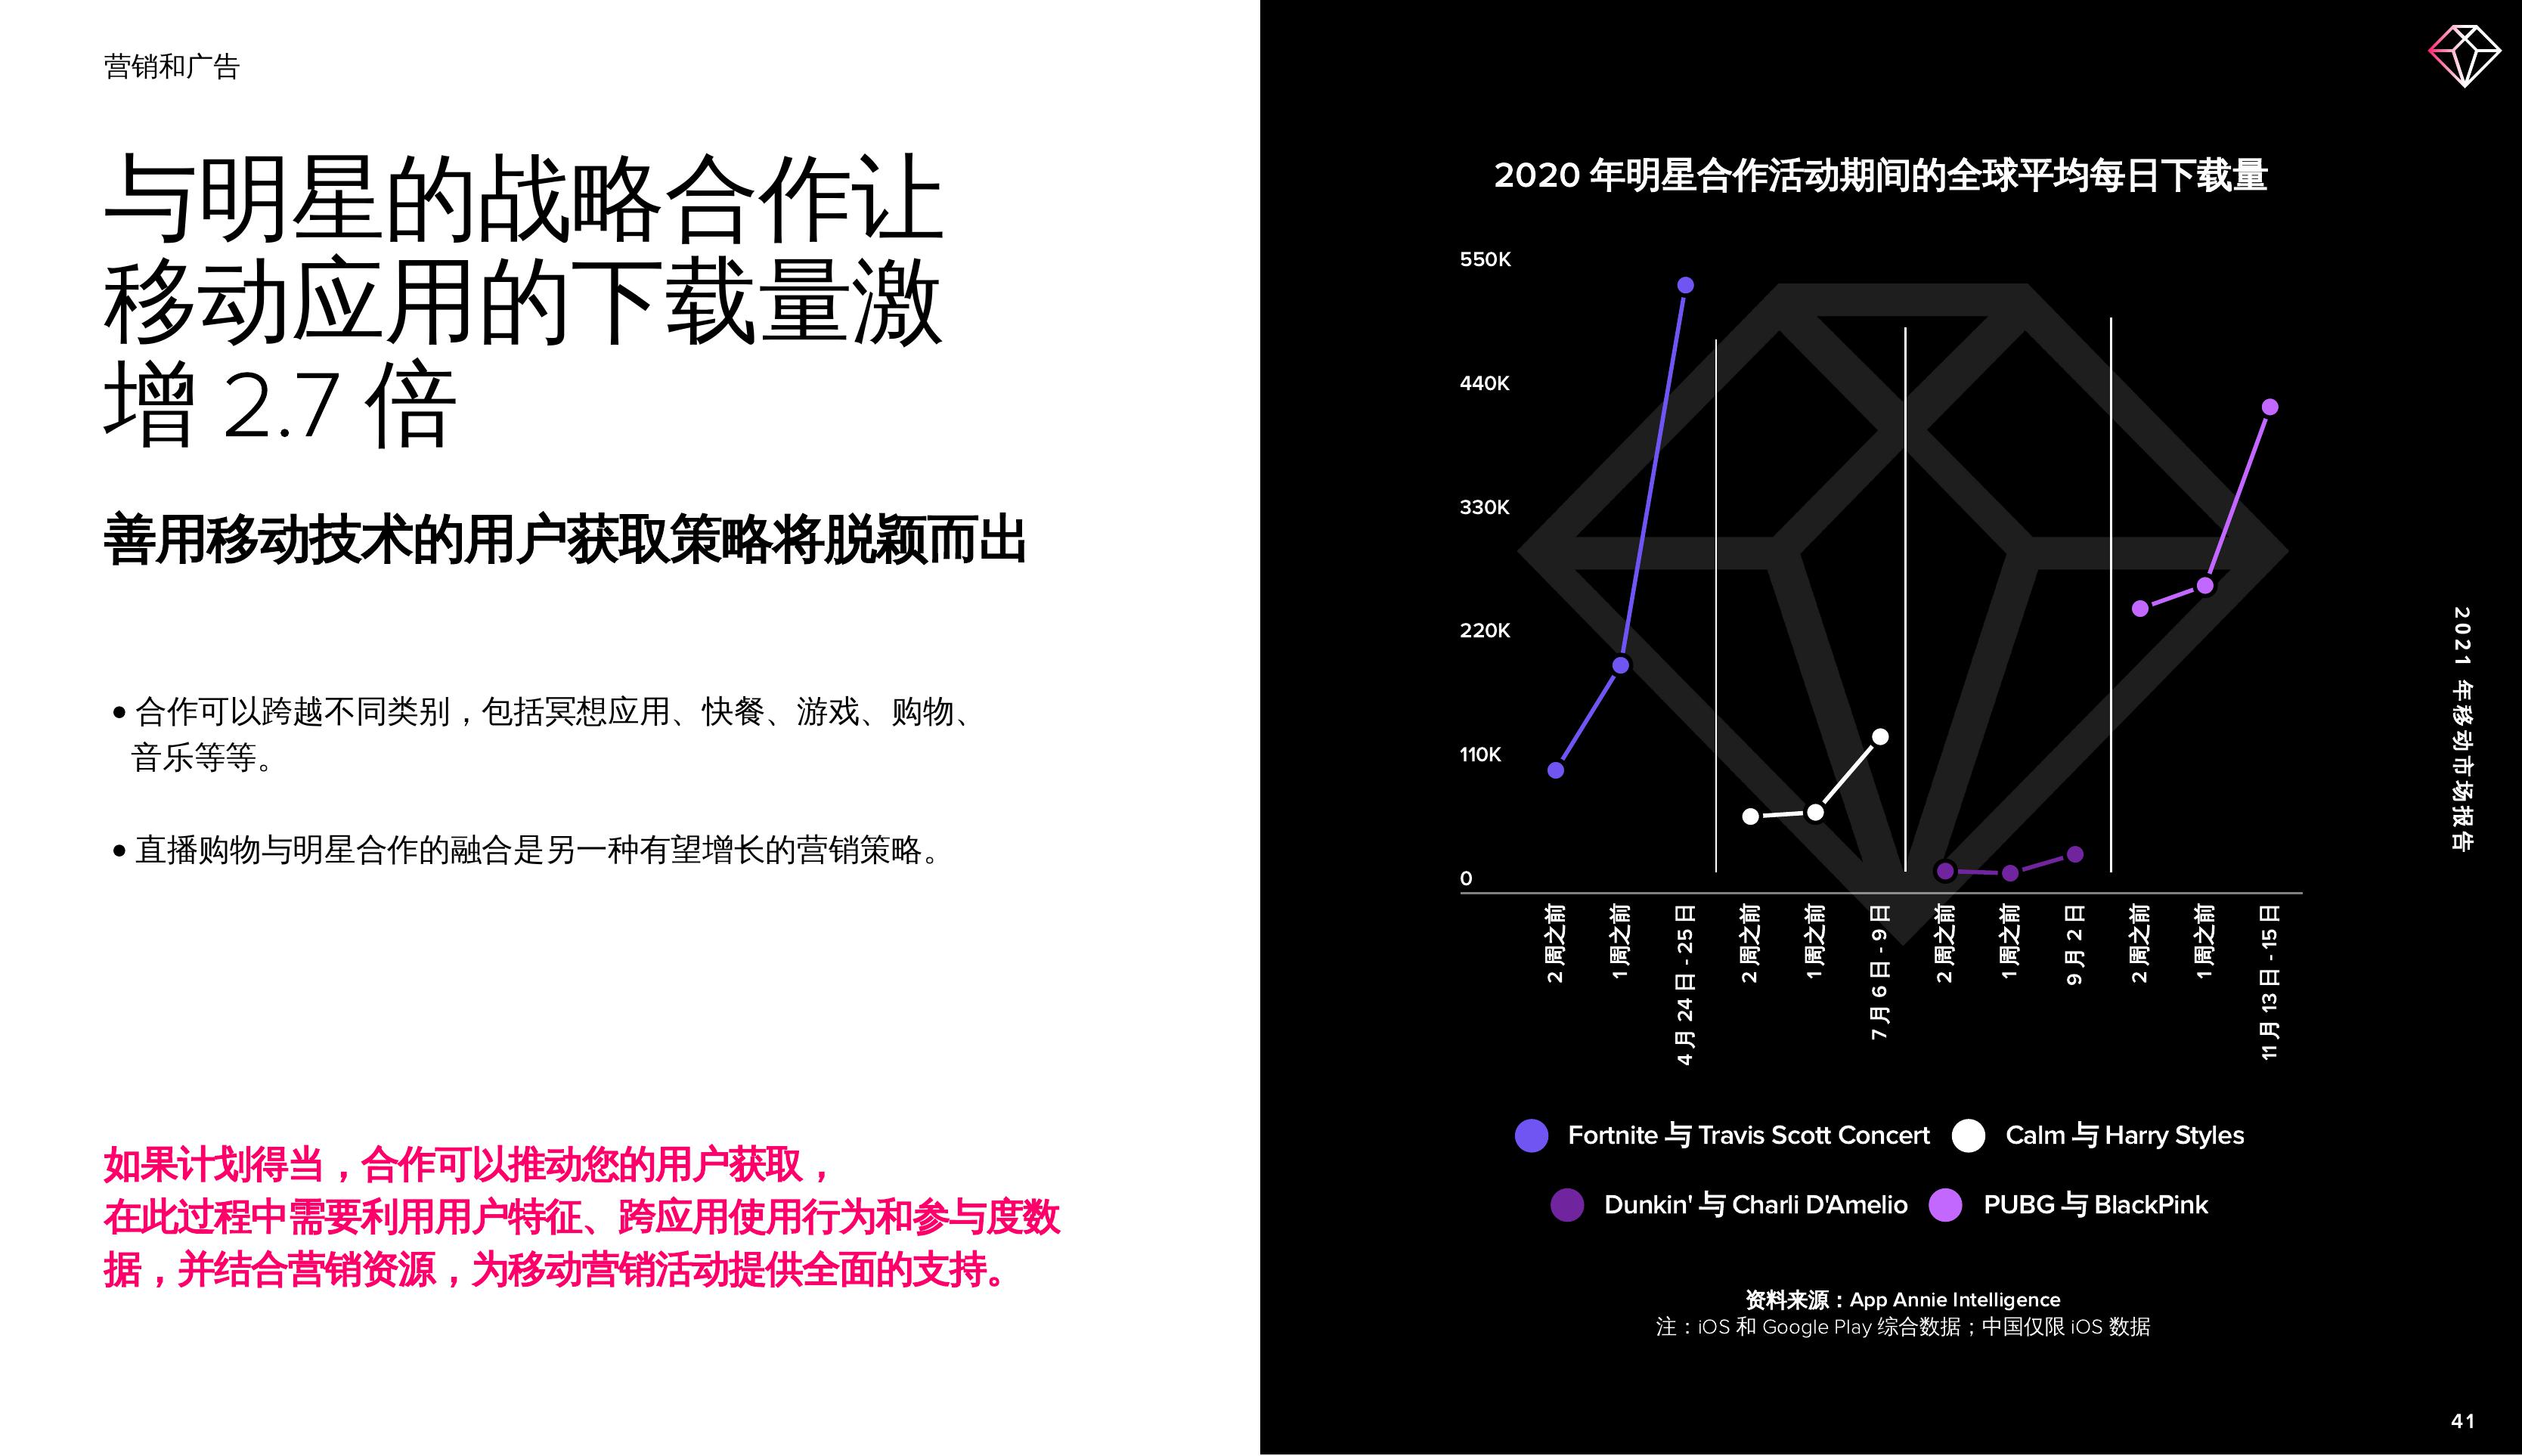 营销和广告
与明星的战略合作让
移动应用的下载量激
增 2.7 倍
善用移动技术的用户获取策略将脱颖而出
• 合作可以跨越不同类别，包括冥想应用、快餐、游戏、购物、
音乐等等。
• 直播购物与明星合作的融合是另一种有望增长的营销策略。
如果计划得当，合作可以推动您的用户获取，
在此过程中需要利用用户特征、跨应用使用行为和参与度数
据，并结合营销资源，为移动营销活动提供全面的支持。
2020 年明星合作活动期间的全球平均每日下载量
550K
440K
330K
220K
110K
0
2 周之前
1 周之前
4 月 24 日 - 25 日
2 周之前
1 周之前
7 月 6 日 - 9 日
2 周之前
1 周之前
9 月 2 日
2 周之前
1 周之前
11 月 13 日 - 15 日
Fortnite 与 Travis Scott Concert
Calm 与 Harry Styles
Dunkin' 与 Charli D'Amelio
PUBG 与 BlackPink
资料来源：App Annie Intelligence
注：iOS 和 Google Play 综合数据；中国仅限 iOS 数据
2021 年移动市场报告
41